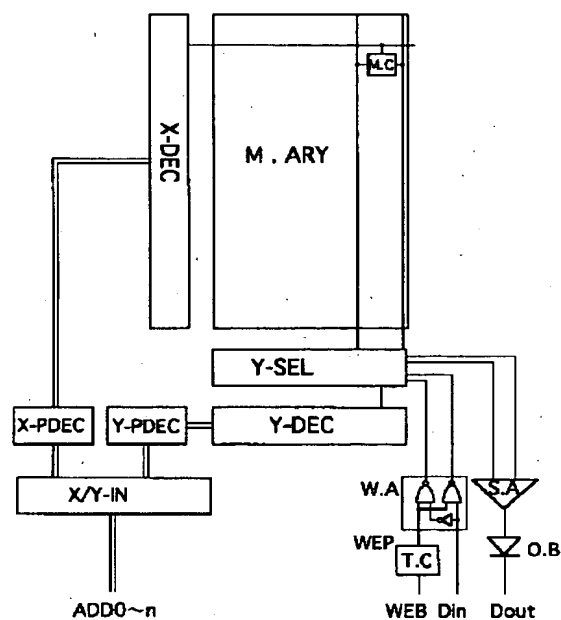 M.C
X-DEC
M . ARY
Y-SEL
X-PDEC
Y-PDEC
Y-DEC
X/Y-IN
W.A
S.A
WEP
T.C
O.B
ADD0~n
WEB
Din
Dout